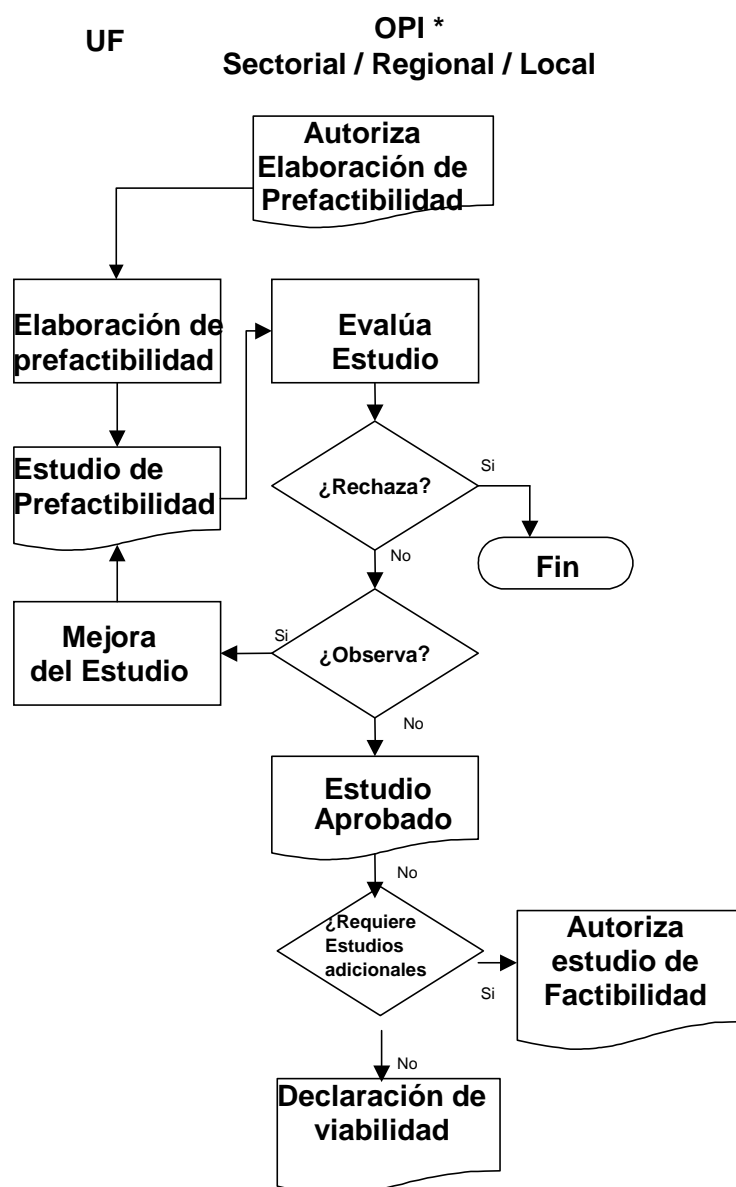 UF
OPI *
Sectorial / Regional / Local
Autoriza
Elaboración de
Prefactibilidad
Elaboración de
prefactibilidad
Evalúa
Estudio
Estudio de
Prefactibilidad
¿Rechaza?
Si
Fin
No
Mejora
del Estudio
Si
¿Observa?
No
Estudio
Aprobado
No
¿Requiere
Estudios
adicionales
Si
Autoriza
estudio de
Factibilidad
No
Declaración de
viabilidad